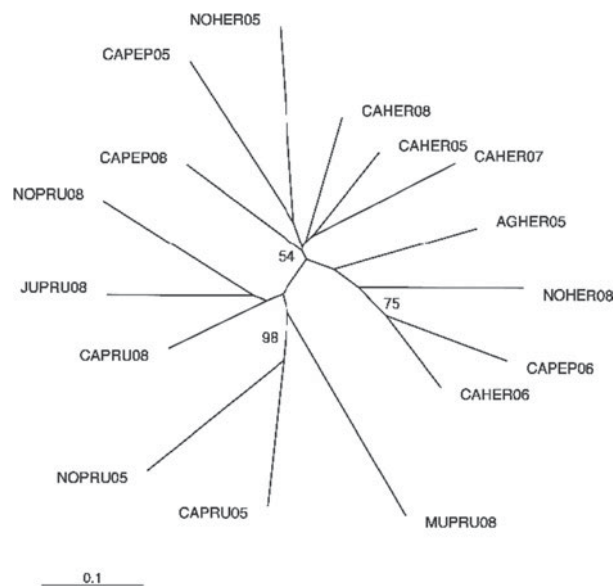 NOHER05
CAPEP05
CAHER08
CAHER05
CAHER07
CAPEP08
NOPRU08
AGHER05
54
JUPRU08
NOHER08
75
98
CAPRU08
CAPEP06
CAHER06
NOPRU05
CAPRU05
MUPRU08
0.1